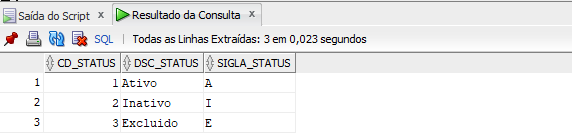 Saída do Script x Resultado da Consulta x
SQL | Todas as Linhas Extraídas: 3 em 0,023 segundos
CD_STATUS DSC_STATUS SIGLA_STATUS
1 1 Ativo A
2 2 Inativo I
3 3 Excluido E